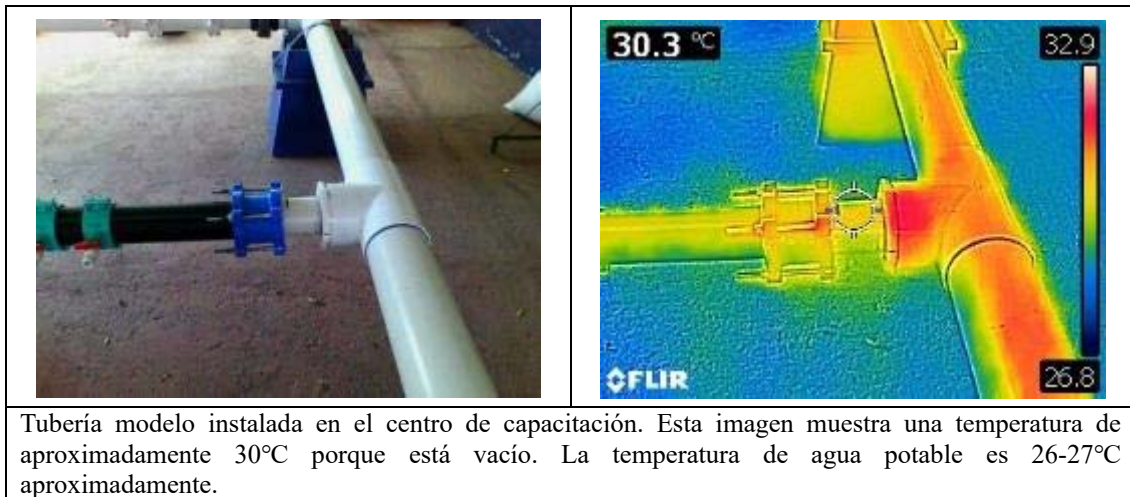 30.3 °C
32.9
FLIR
26.8
Tubería modelo instalada en el centro de capacitación. Esta imagen muestra una temperatura de
aproximadamente 30℃ porque está vacío. La temperatura de agua potable es 26-27℃
aproximadamente.